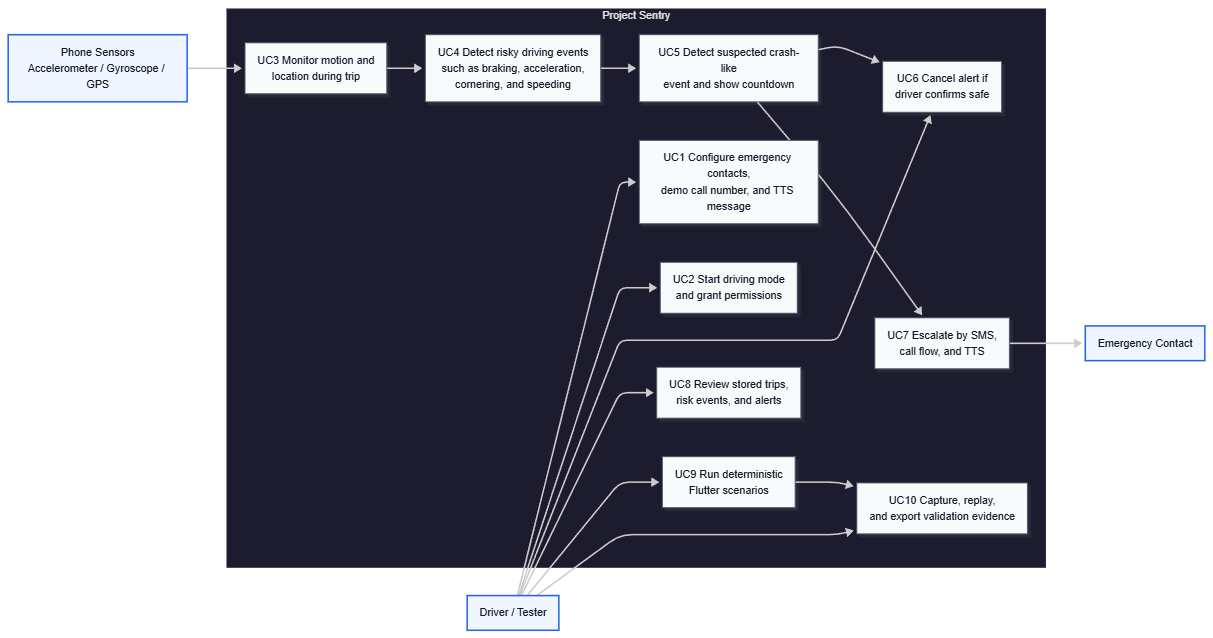 Project Sentry
Phone Sensors
Accelerometer / Gyroscope /
GPS
UC3 Monitor motion and
location during trip
UC4 Detect risky driving events
such as braking, acceleration,
cornering, and speeding
UC5 Detect suspected crash-
like
event and show countdown
UC6 Cancel alert if
driver confirms safe
UC1 Configure emergency
contacts,
demo call number, and TTS
message
UC2 Start driving mode
and grant permissions
UC7 Escalate by SMS,
call flow, and TTS
Emergency Contact
UC8 Review stored trips,
risk events, and alerts
UC9 Run deterministic
Flutter scenarios
UC10 Capture, replay,
and export validation evidence
Driver / Tester